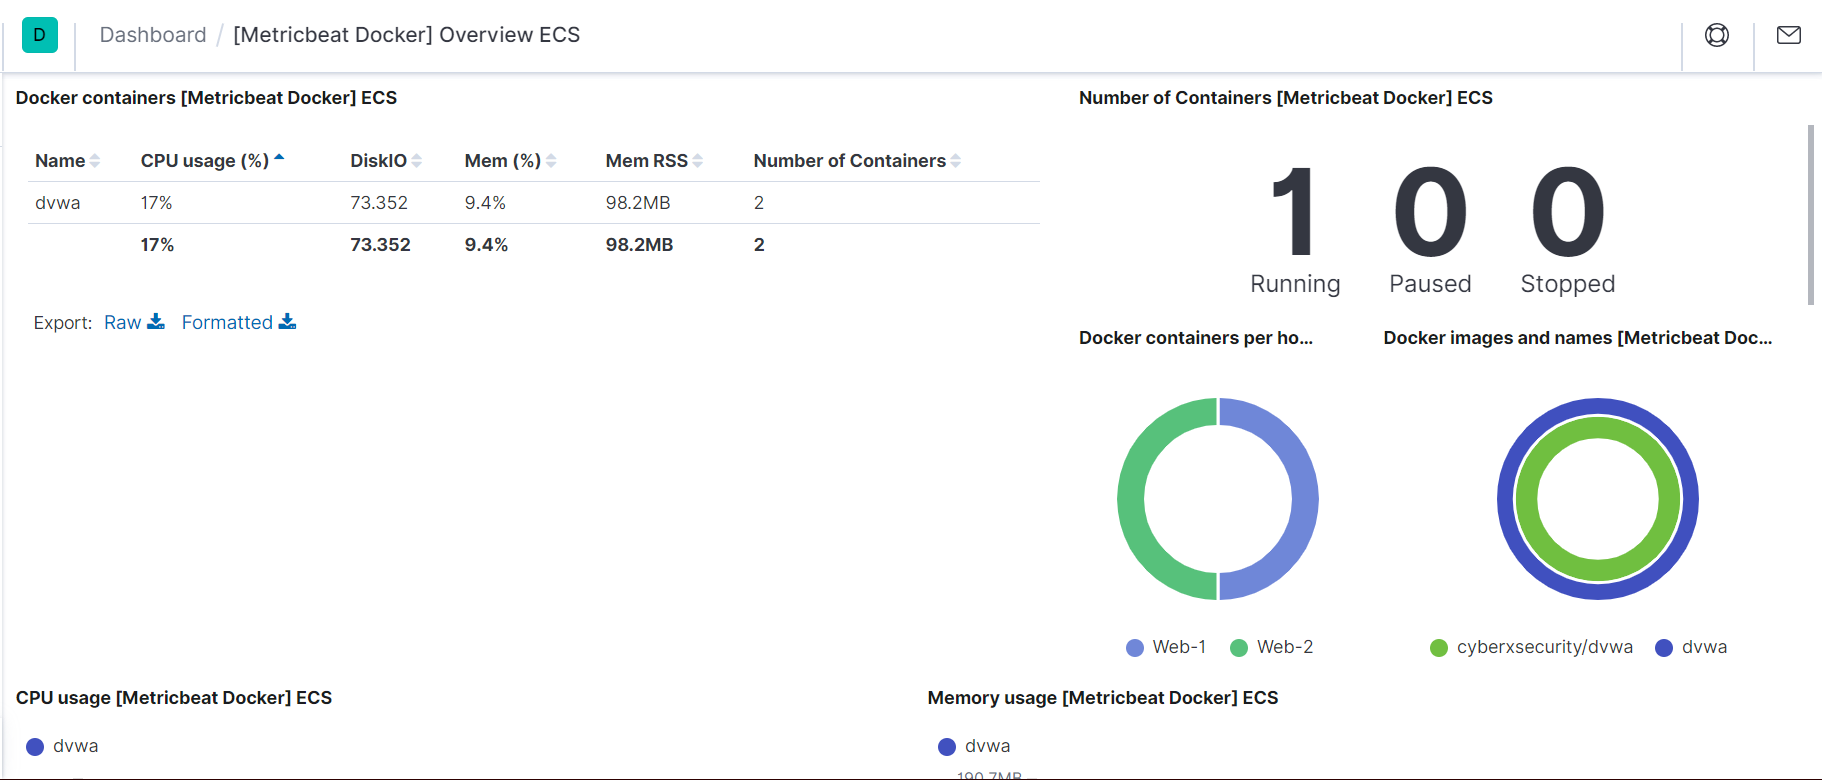 D Dashboard / [Metricbeat Docker] Overview ECS
Docker containers [Metricbeat Docker] ECS
Name CPU usage (%) DiskIO Mem (%) Mem RSS Number of Containers
dvwa 17% 73.352 9.4% 98.2MB 2
17% 73.352 9.4% 98.2MB 2
Export: Raw Formatted
Number of Containers [Metricbeat Docker] ECS
1 0 0
Running Paused Stopped
Docker containers per ho...
Web-1 Web-2
Docker images and names [Metricbeat Doc...
cyberxsecurity/dvwa dvwa
CPU usage [Metricbeat Docker] ECS
dvwa
Memory usage [Metricbeat Docker] ECS
dvwa
190.7MB